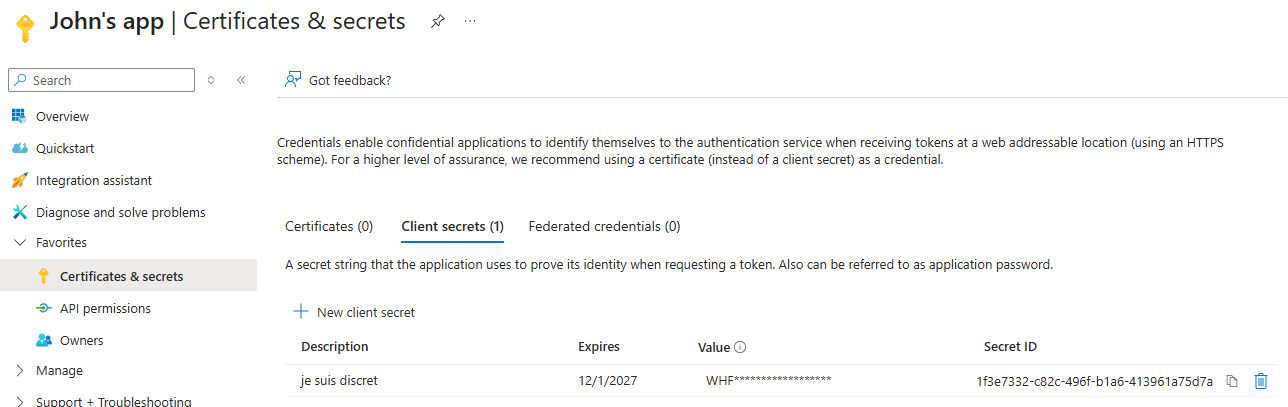 John's app | Certificates & secrets
Search
Got feedback?
Overview
Quickstart
Integration assistant
Diagnose and solve problems
Favorites
Certificates & secrets
API permissions
Owners
Manage
Support + Troubleshooting
Credentials enable confidential applications to identify themselves to the authentication service when receiving tokens at a web addressable location (using an HTTPS
scheme). For a higher level of assurance, we recommend using a certificate (instead of a client secret) as a credential.
Certificates (0) Client secrets (1) Federated credentials (0)
A secret string that the application uses to prove its identity when requesting a token. Also can be referred to as application password.
New client secret
Description Expires Value Secret ID
je suis discret 12/1/2027 WHF****************** 1f3e7332-c82c-496f-b1a6-413961a75d7a